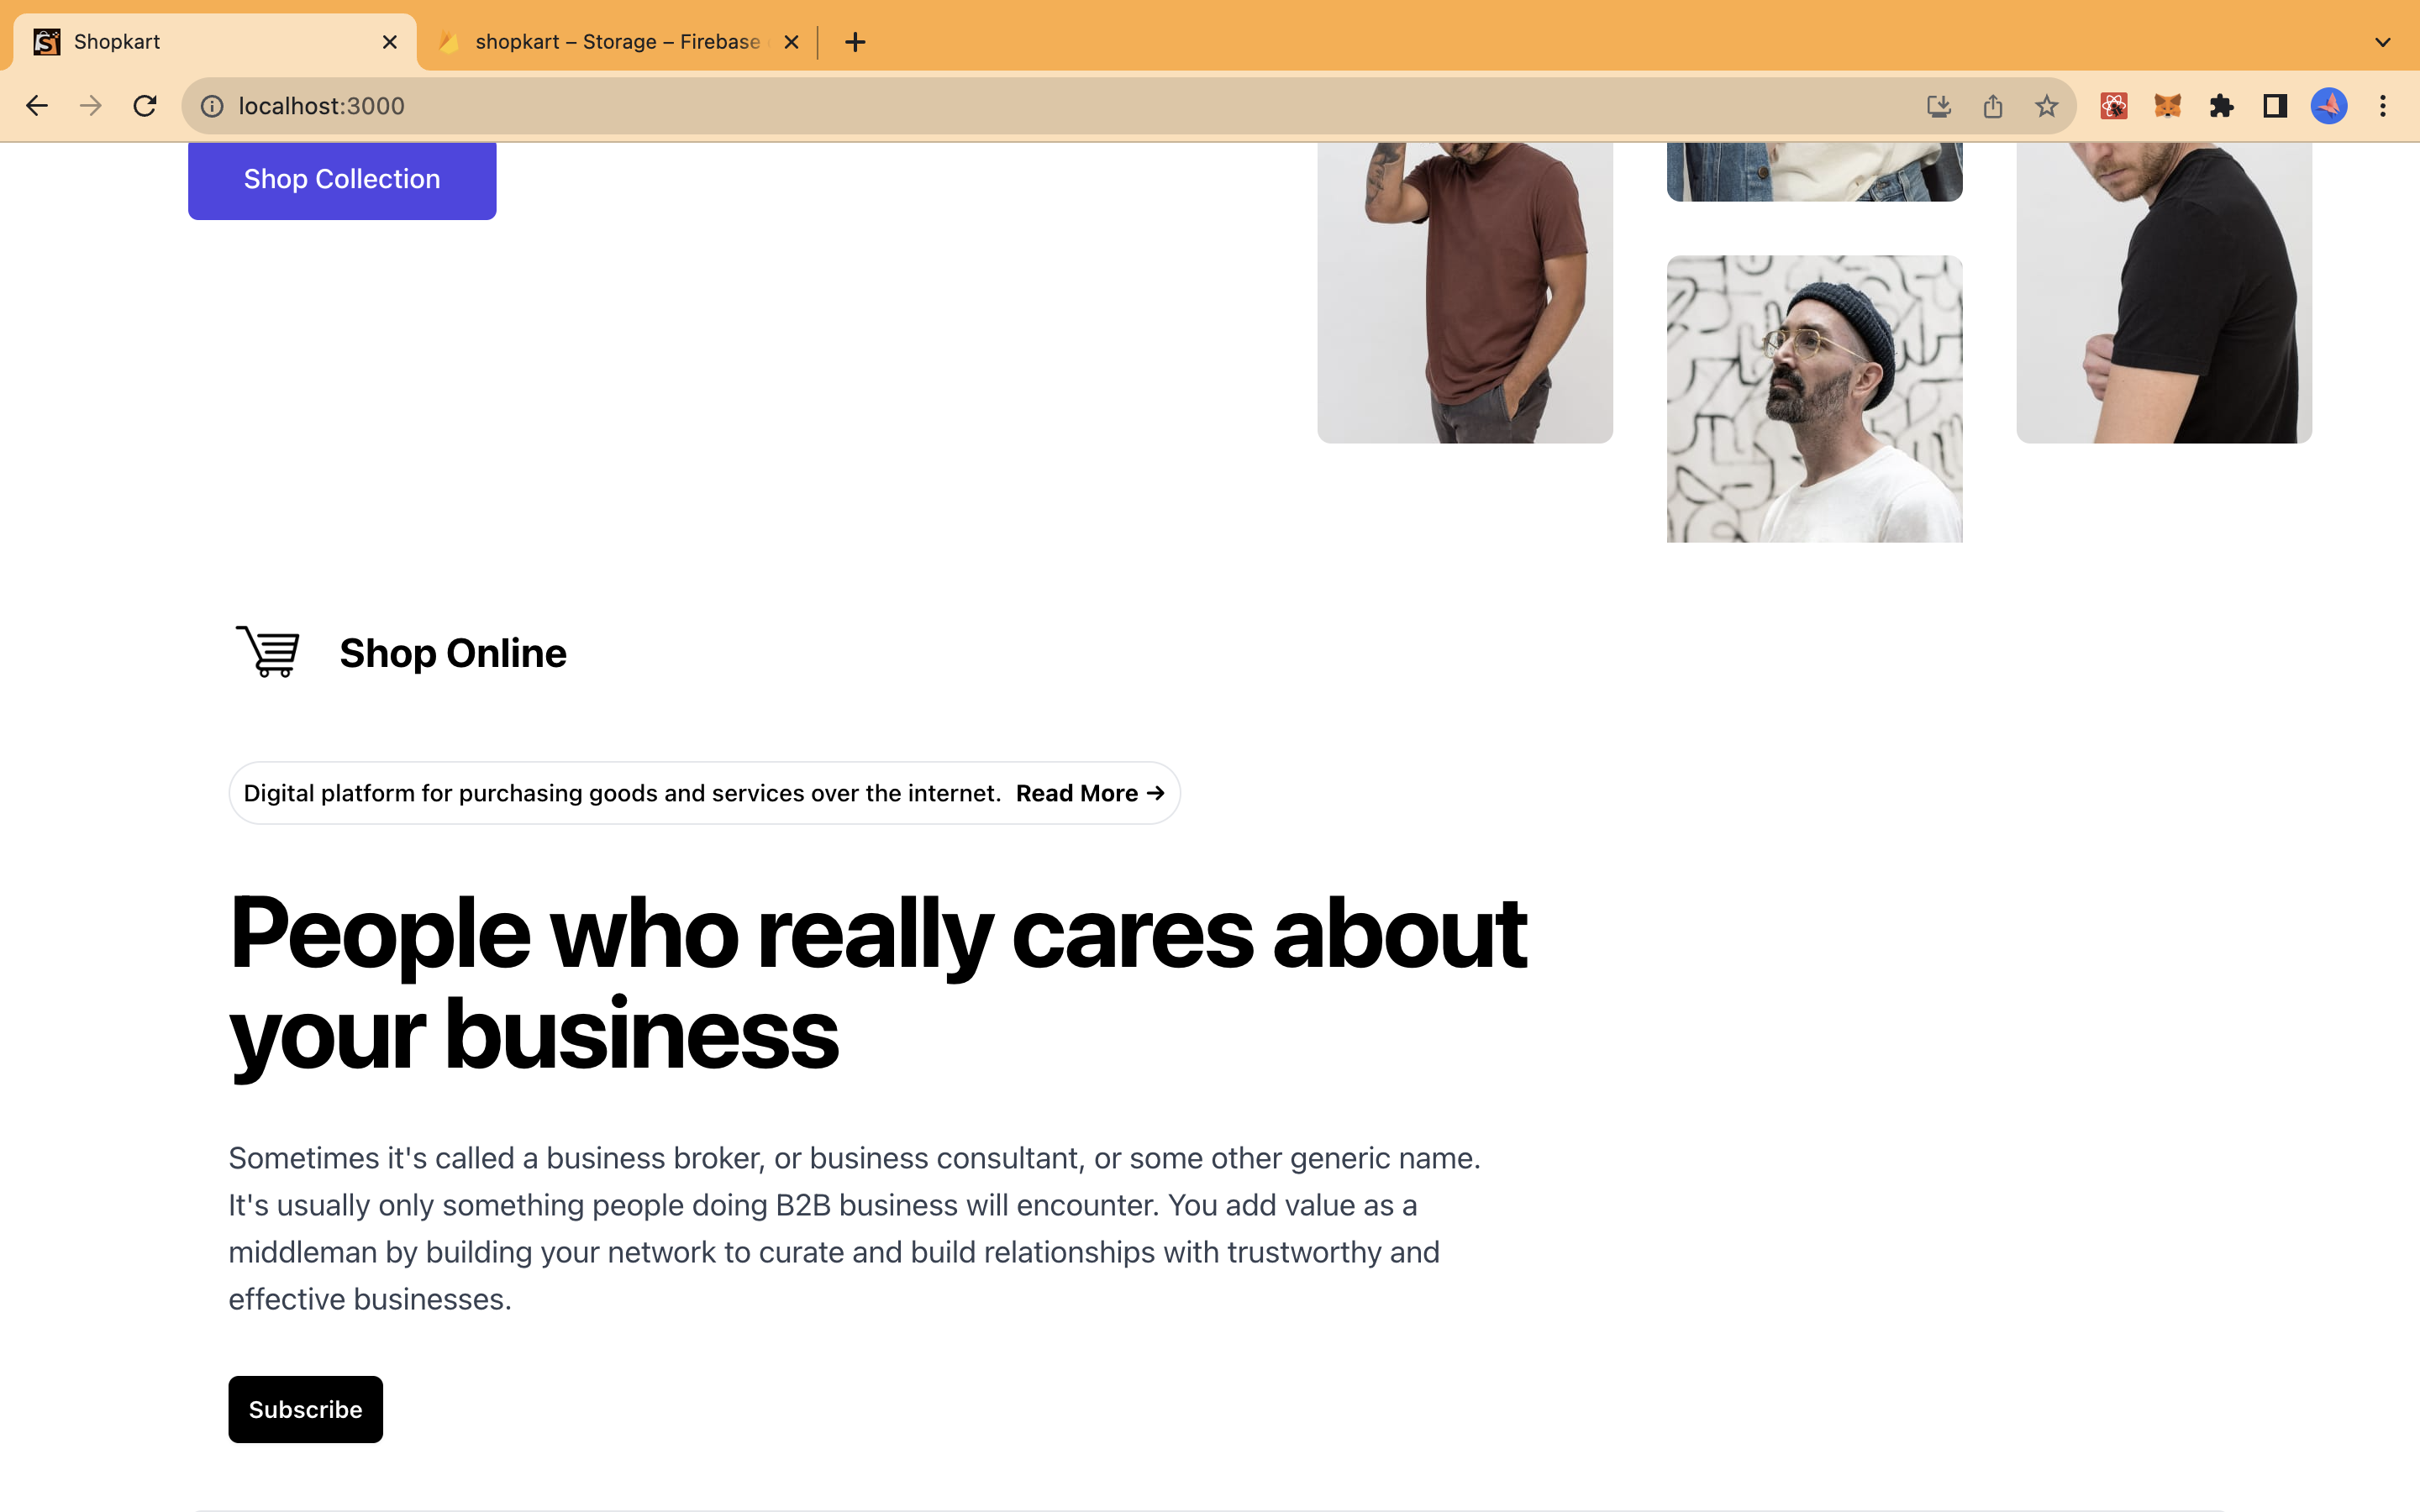 Shopkart
shopkart – Storage – Firebase
localhost:3000
Shop Collection
Shop Online
Digital platform for purchasing goods and services over the internet. Read More →
People who really cares about
your business
Sometimes it's called a business broker, or business consultant, or some other generic name.
It's usually only something people doing B2B business will encounter. You add value as a
middleman by building your network to curate and build relationships with trustworthy and
effective businesses.
Subscribe